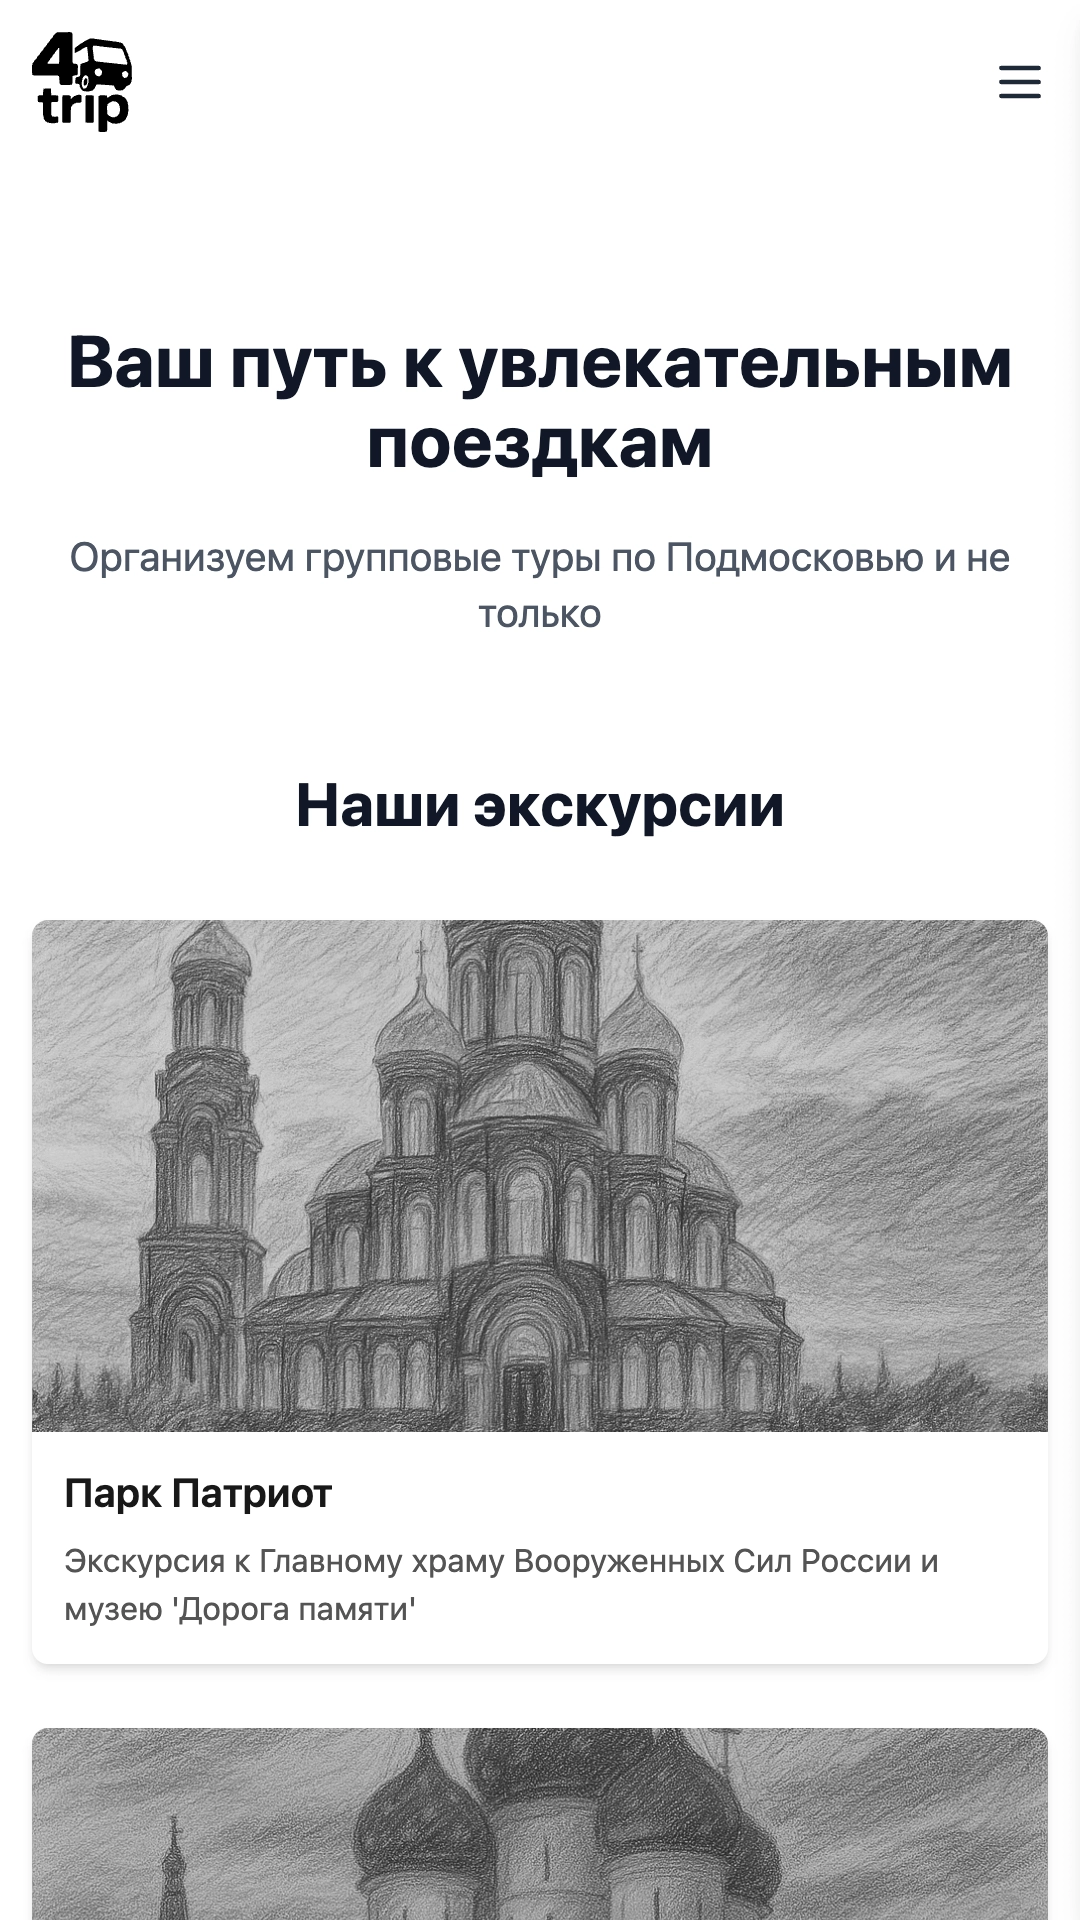 4
trip
Ваш путь к увлекательным
поездкам
Организуем групповые туры по Подмосковью и не
только
Наши экскурсии
Парк Патриот
Экскурсия к Главному храму Вооруженных Сил России и
музею 'Дорога памяти'